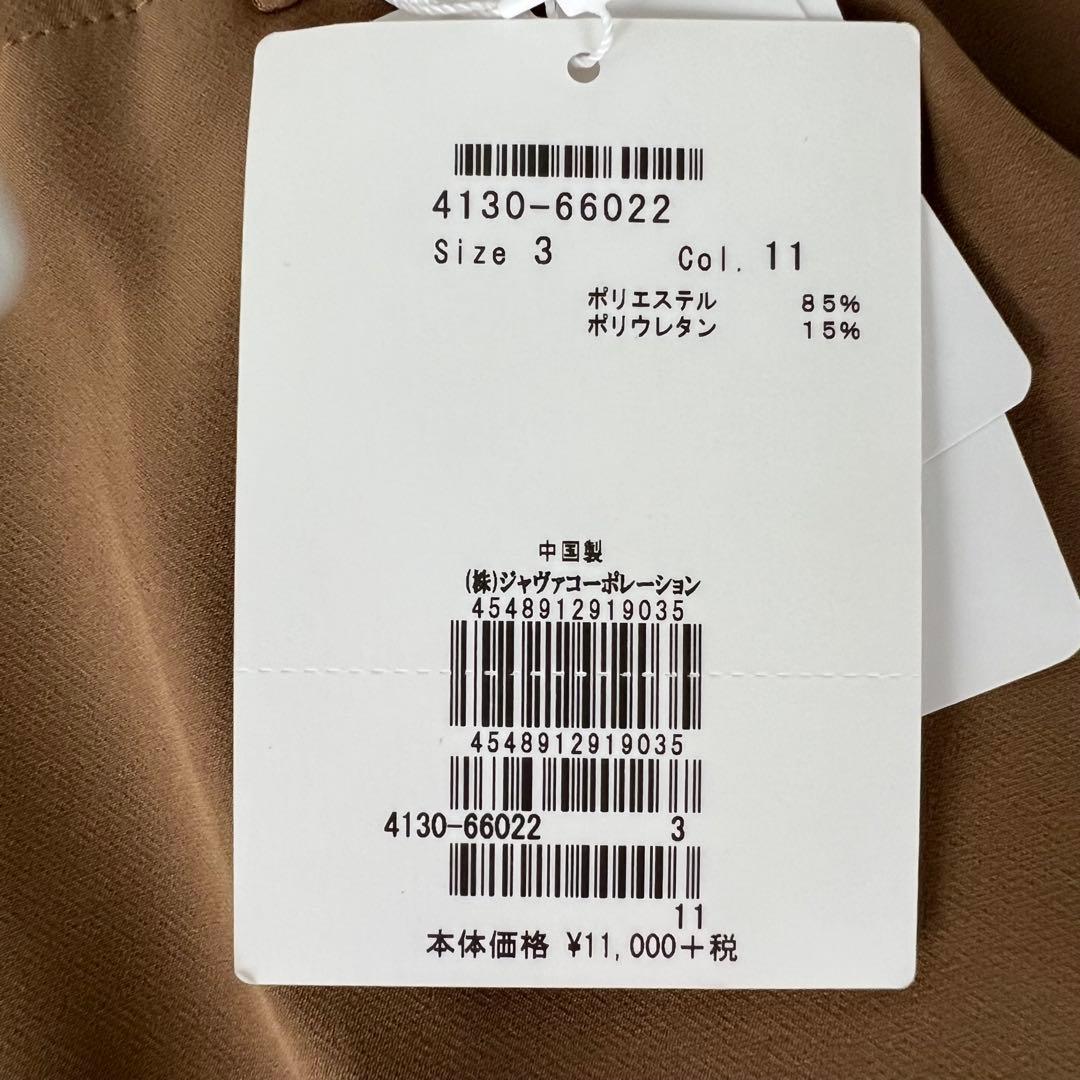 4130-66022
Size 3 Col. 11
ポリエステル 85%
ポリウレタン 15%
中国製
(株)ジャヴァコーポレーション
4548912919035
4548912919035
4130-66022 3
11
本体価格 ¥11,000+税